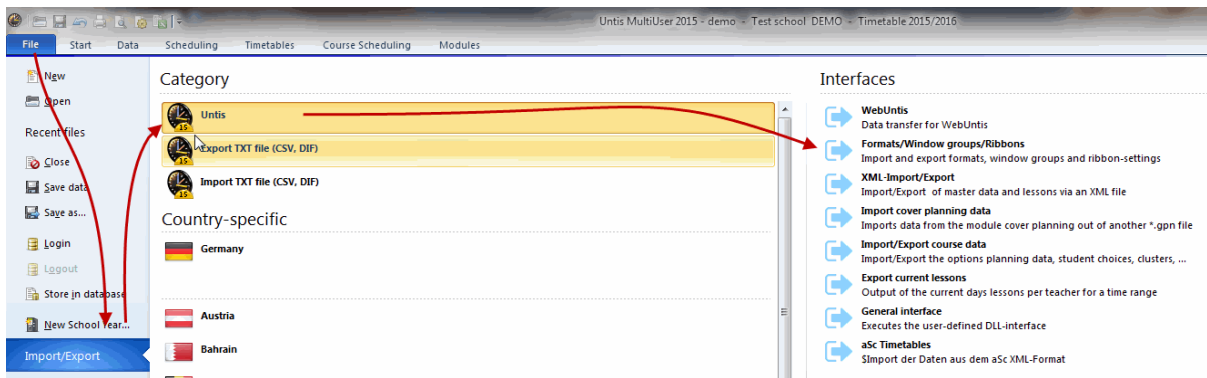 Untis MultiUser 2015 - demo - Test school DEMO - Timetable 2015/2016
File Start Data Scheduling Timetables Course Scheduling Modules
New
Open
Recent files
Close
Save data
Save as...
Login
Logout
Store in database
New School Year...
Import/Export
Category
15 Untis
15 Export TXT file (CSV, DIF)
15 Import TXT file (CSV, DIF)
Country-specific
Germany
Austria
Bahrain
Interfaces
WebUntis
Data transfer for WebUntis
Formats/Window groups/Ribbons
Import and export formats, window groups and ribbon-settings
XML-Import/Export
Import/Export of master data and lessons via an XML file
Import cover planning data
Imports data from the module cover planning out of another *.gpn file
Import/Export course data
Import/Export the options planning data, student choices, clusters, ...
Export current lessons
Output of the current days lessons per teacher for a time range
General interface
Executes the user-defined DLL-interface
aSc Timetables
SImport der Daten aus dem aSc XML-Format